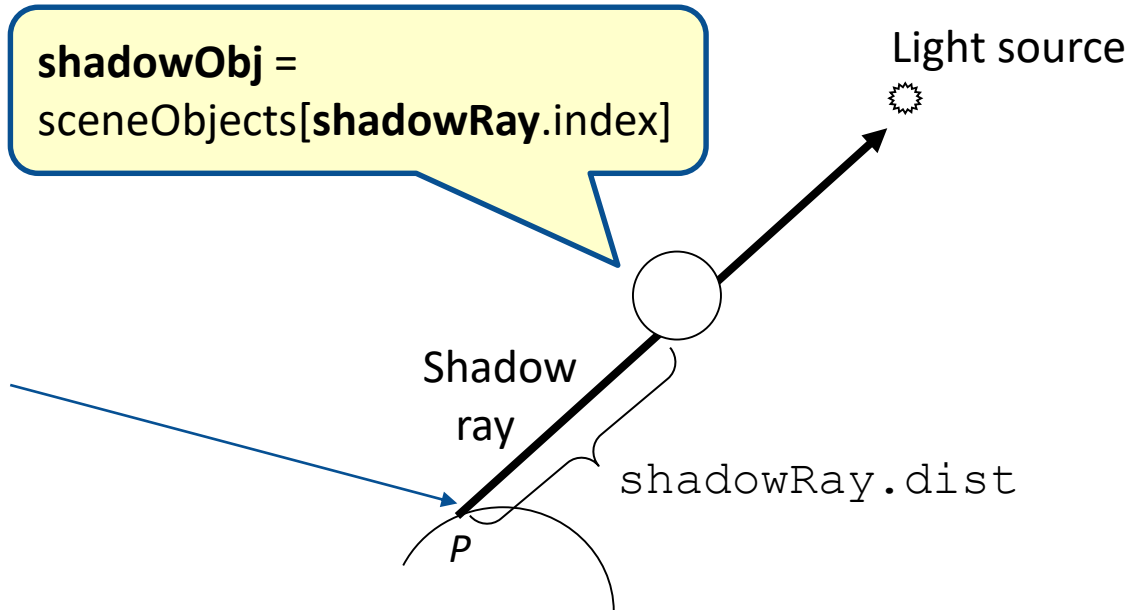 shadowObj =
sceneObjects[shadowRay.index]
Light source
Shadow
ray
shadowRay.dist
P